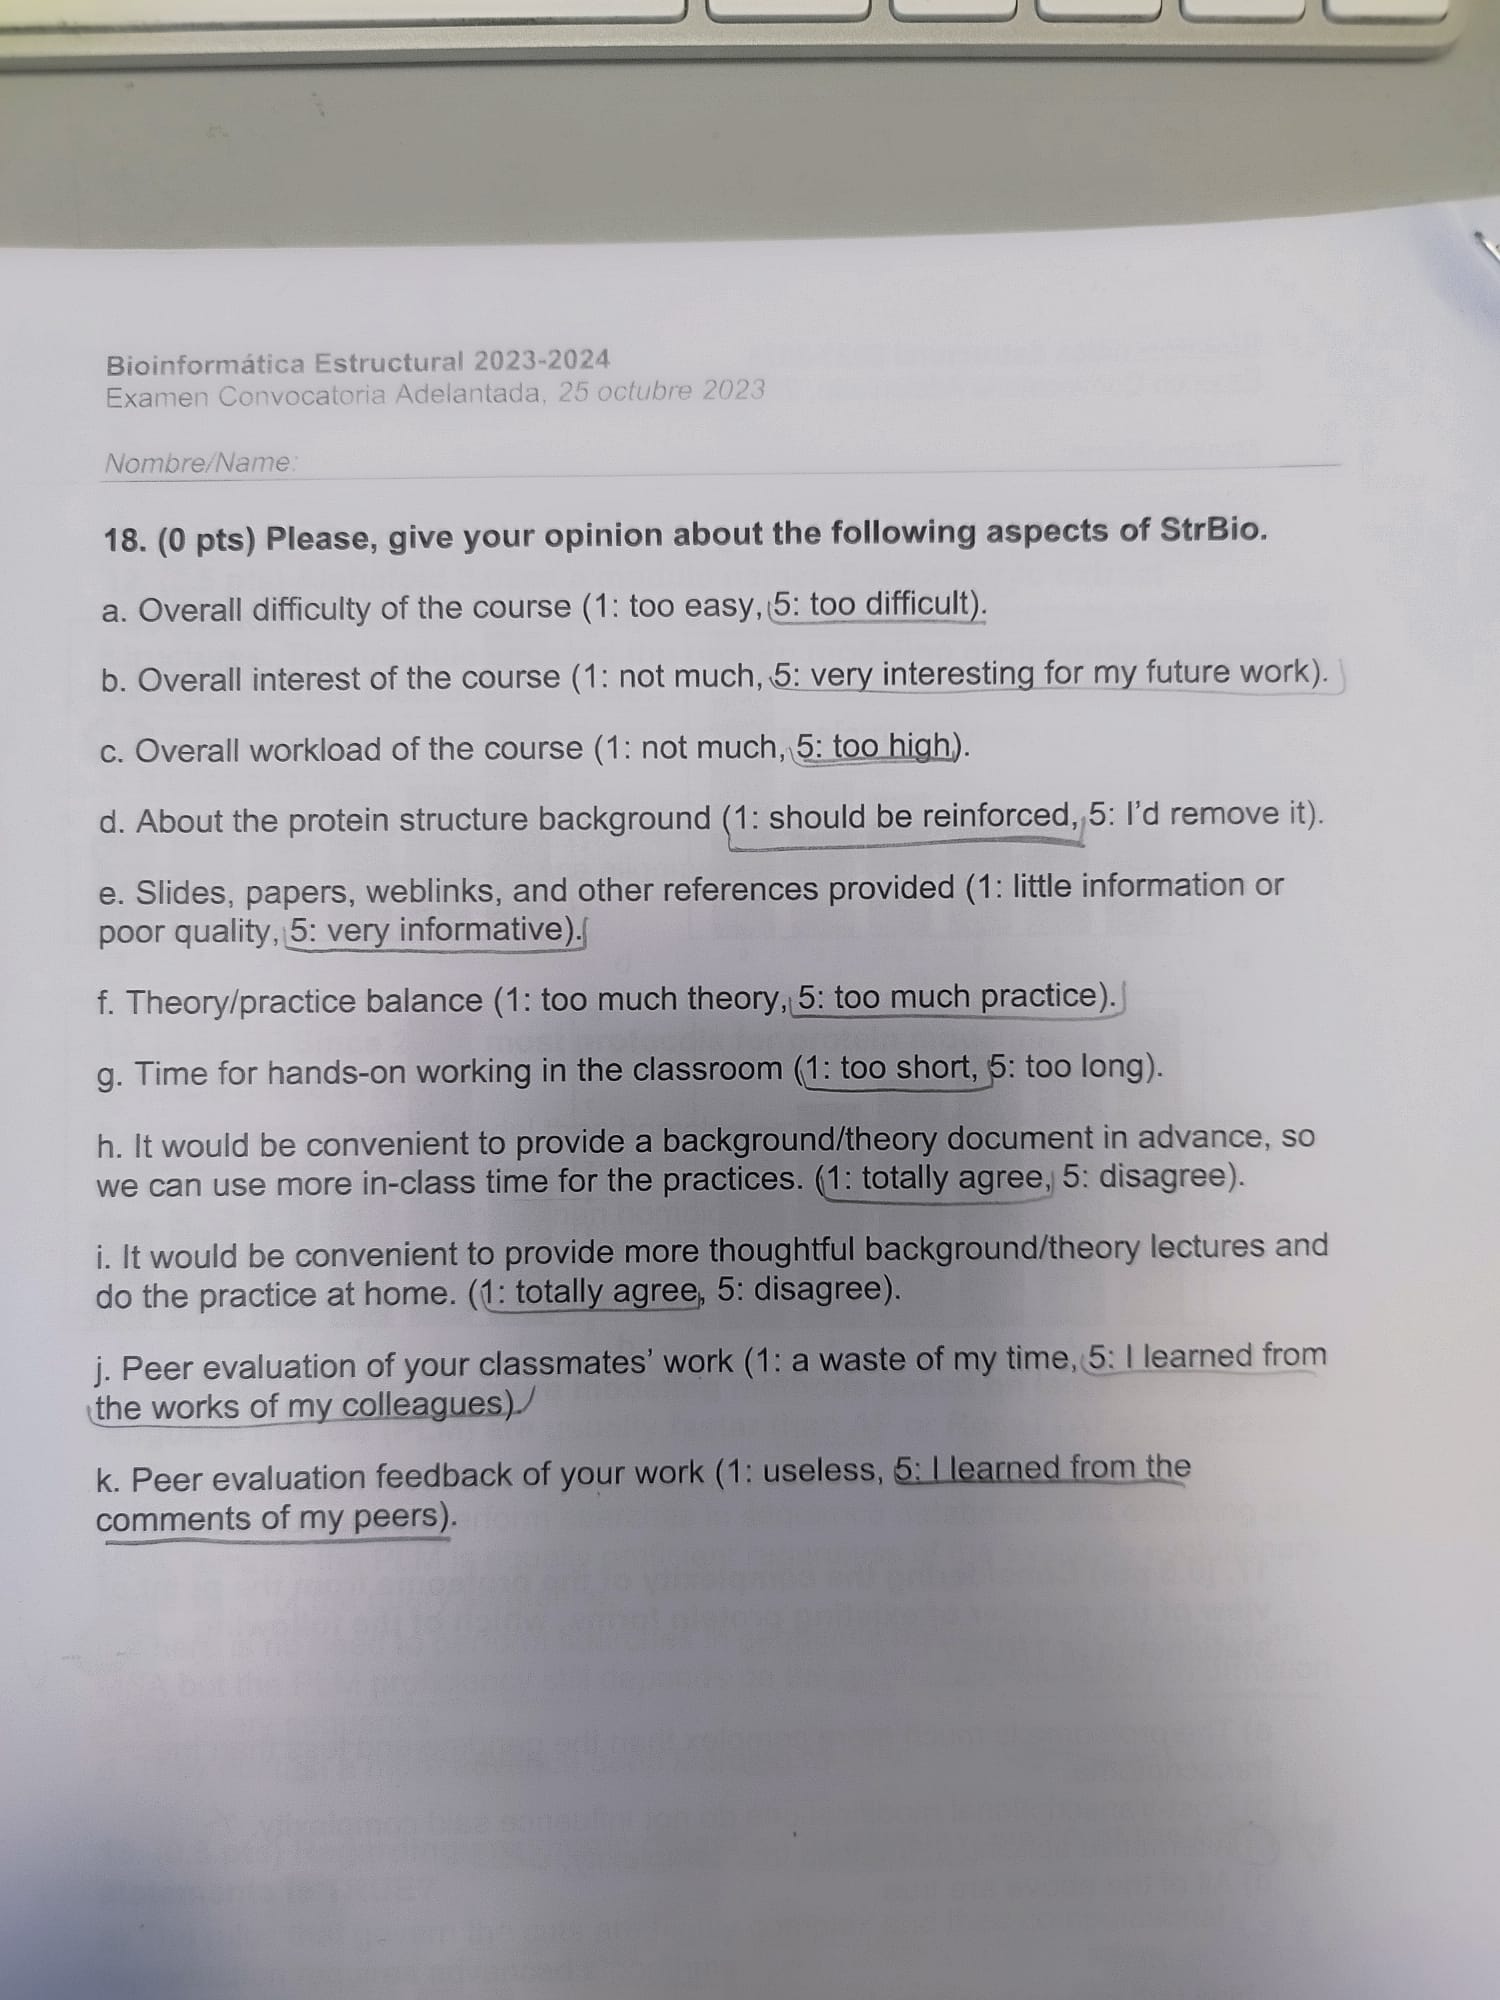 Bioinformática Estructural 2023-2024
Examen Convocatoria Adelantada, 25 octubre 2023
Nombre/Name:
18. (0 pts) Please, give your opinion about the following aspects of StrBio.
a. Overall difficulty of the course (1: too easy, 5: too difficult).
b. Overall interest of the course (1: not much, 5: very interesting for my future work).
c. Overall workload of the course (1: not much, 5: too high).
d. About the protein structure background (1: should be reinforced, 5: I'd remove it).
e. Slides, papers, weblinks, and other references provided (1: little information or
poor quality, 5: very informative).
f. Theory/practice balance (1: too much theory, 5: too much practice).
g. Time for hands-on working in the classroom (1: too short, 5: too long).
h. It would be convenient to provide a background/theory document in advance, so
we can use more in-class time for the practices. (1: totally agree, 5: disagree).
i. It would be convenient to provide more thoughtful background/theory lectures and
do the practice at home. (1: totally agree, 5: disagree).
j. Peer evaluation of your classmates' work (1: a waste of my time, 5: I learned from
the works of my colleagues).
k. Peer evaluation feedback of your work (1: useless, 5: I learned from the
comments of my peers).